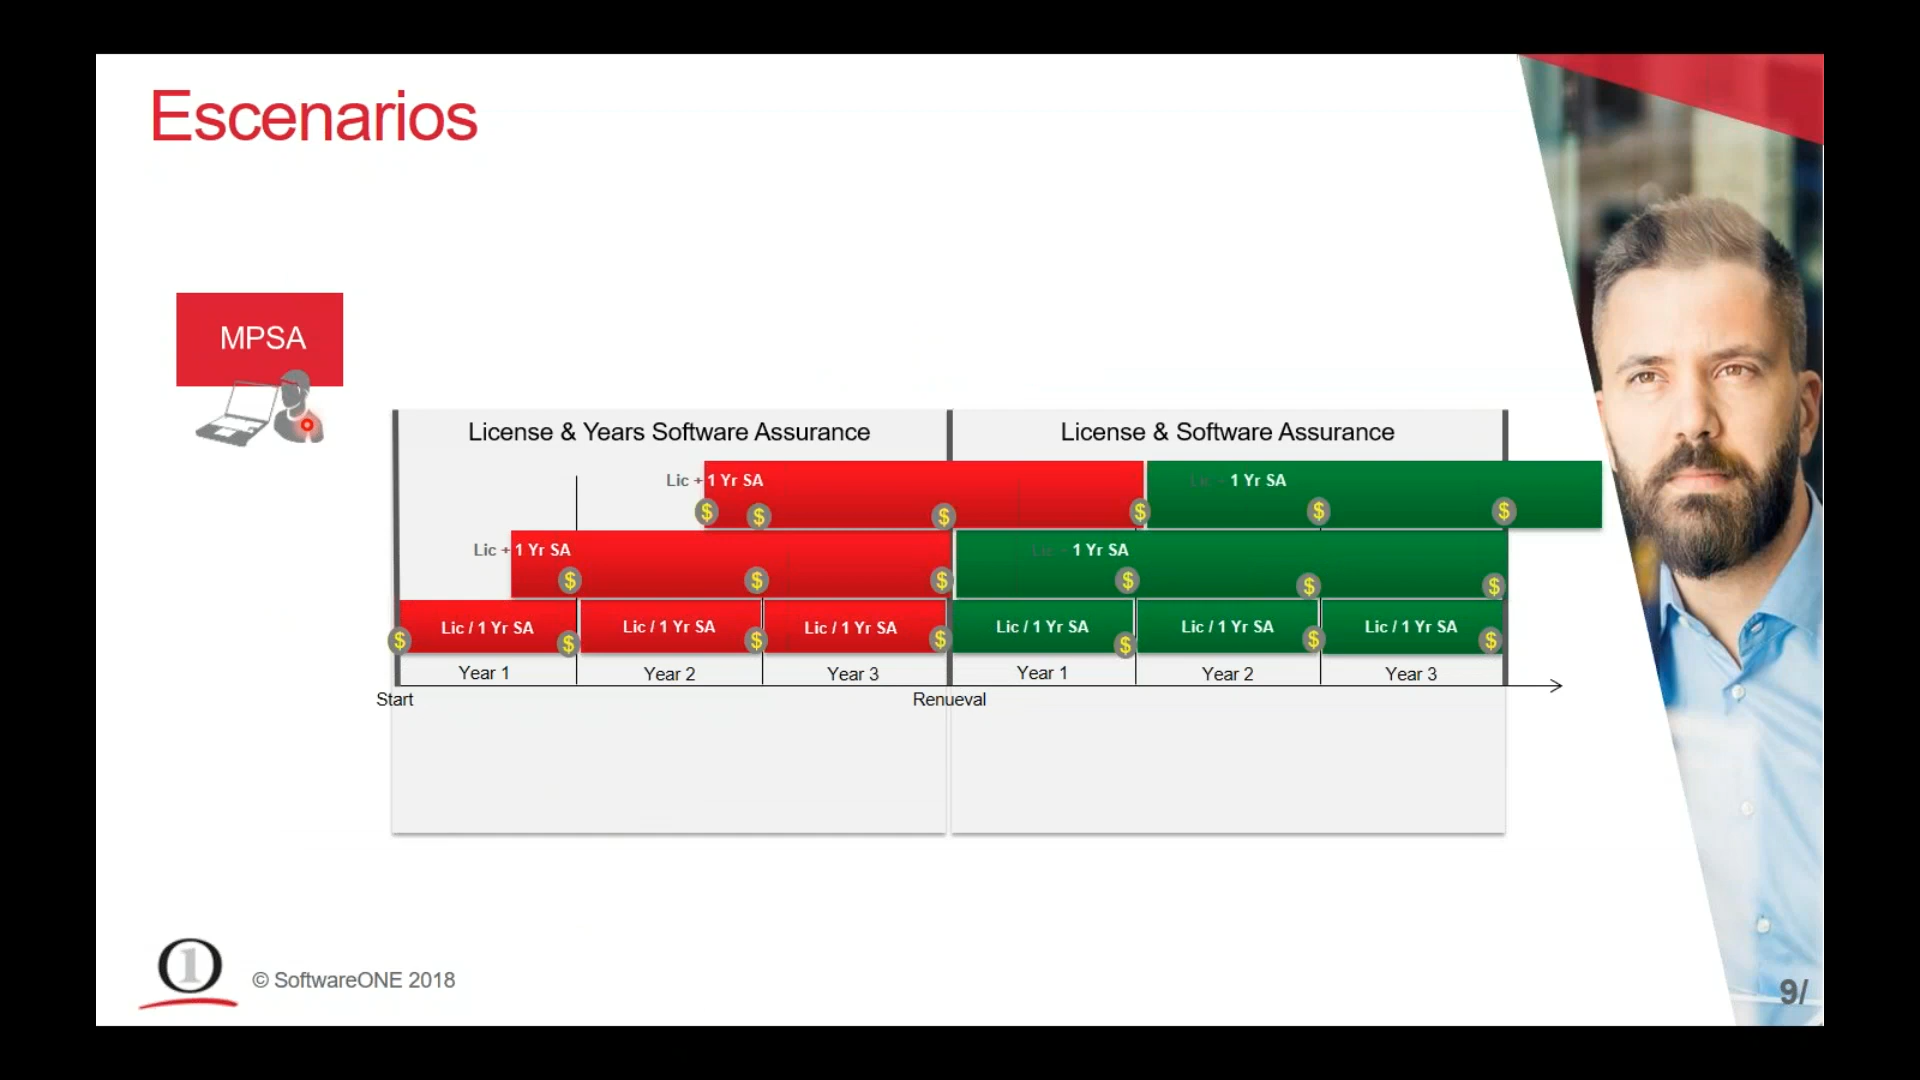 Escenarios
MPSA
License & Years Software Assurance
License & Software Assurance
Lic + 1 Yr SA
1 Yr SA
Lic + 1 Yr SA
1 Yr SA
Lic / 1 Yr SA
Lic / 1 Yr SA
Lic / 1 Yr SA
Lic / 1 Yr SA
Lic / 1 Yr SA
Lic / 1 Yr SA
$ $ $ $ $ $
$ $ $ $ $ $
$ $ $ $ $ $ $
Year 1
Year 2
Year 3
Year 1
Year 2
Year 3
Start
Renueval
1
© SoftwareONE 2018
9/